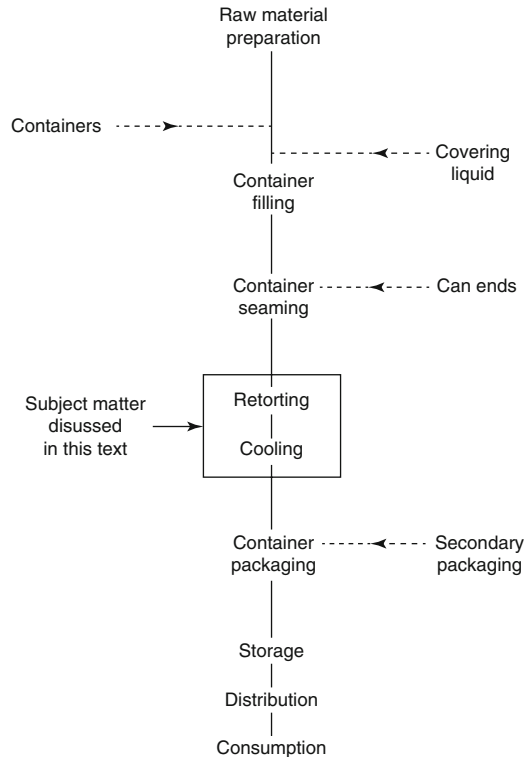 Raw material
preparation
Containers
Covering
liquid
Container
filling
Container
seaming
Can ends
Subject matter
disussed
in this text
Retorting
Cooling
Container
packaging
Secondary
packaging
Storage
Distribution
Consumption